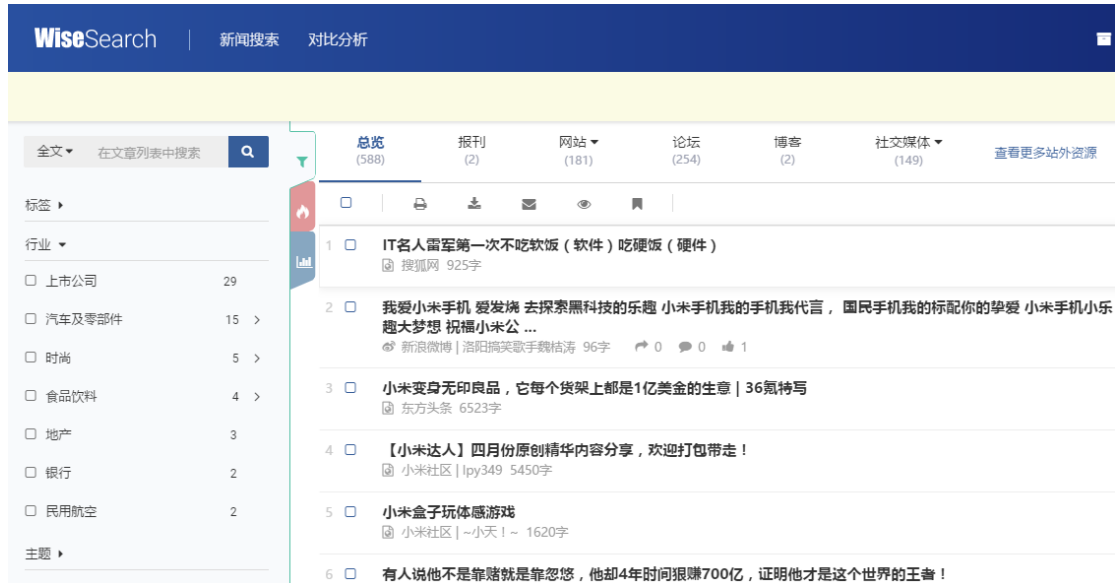 WiseSearch 新闻搜索 对比分析
全文 在文章列表中搜索
标签
行业
上市公司 29
汽车及零部件 15
时尚 5
食品饮料 4
地产 3
银行 2
民用航空 2
主题
总览 报刊 网站 论坛 博客 社交媒体 查看更多站外资源
(588) (2) (181) (254) (2) (149)
1 IT名人雷军第一次不吃软饭(软件)吃硬饭(硬件)
搜狐网 925字
2 我爱小米手机 爱发烧 去探索黑科技的乐趣 小米手机我的手机我代言,国民手机我的标配你的挚爱 小米手机小乐
趣大梦想 祝福小米公 ...
新浪微博 | 洛阳搞笑歌手魏桔涛 96字 0 0 1
3 小米变身无印良品,它每个货架上都是1亿美金的生意 | 36氪特写
东方头条 6523字
4 【小米达人】四月份原创精华内容分享,欢迎打包带走!
小米社区 | lpy349 5450字
5 小米盒子玩体感游戏
小米社区 | ~小天!~ 1620字
6 有人说他不是靠赌就是靠忽悠,他却4年时间狠赚700亿,证明他才是这个世界的王者!